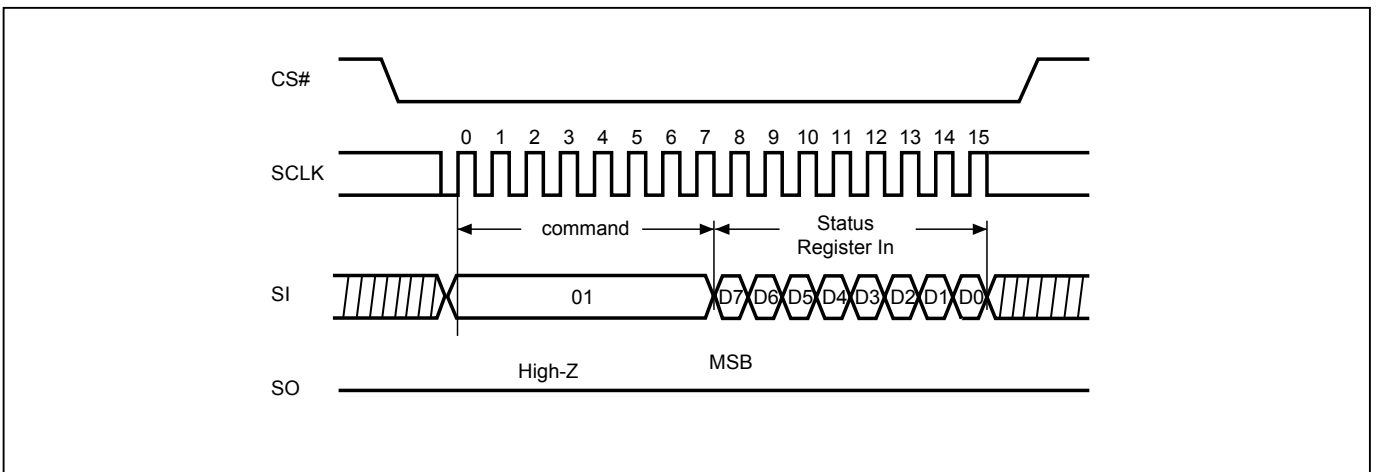 CS#
0 1 2 3 4 5 6 7 8 9 10 11 12 13 14 15
SCLK
command
Status
Register In
SI
01
D7 D6 D5 D4 D3 D2 D1 D0
High-Z
MSB
SO